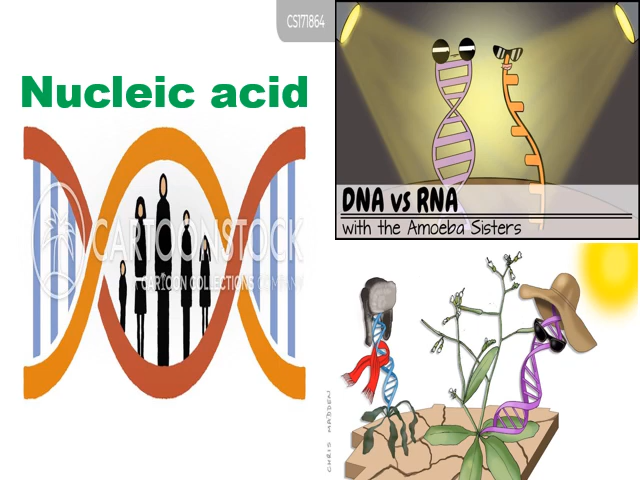 CS171864
Nucleic acid
CARTOONSTOCK
A CARTOON COLLECTIONS COMPANY
DNA vs RNA
with the Amoeba Sisters
CHRIS MADDEN